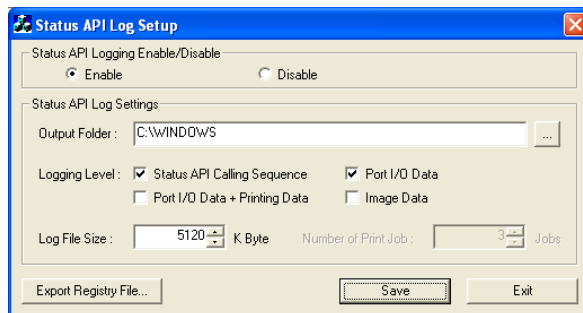 Status API Log Setup
Status API Logging Enable/Disable
Enable Disable
Status API Log Settings
Output Folder : C:\WINDOWS ...
Logging Level : Status API Calling Sequence Port I/O Data
Port I/O Data + Printing Data Image Data
Log File Size : 5120 K Byte Number of Print Job : 3 Jobs
Export Registry File... Save Exit